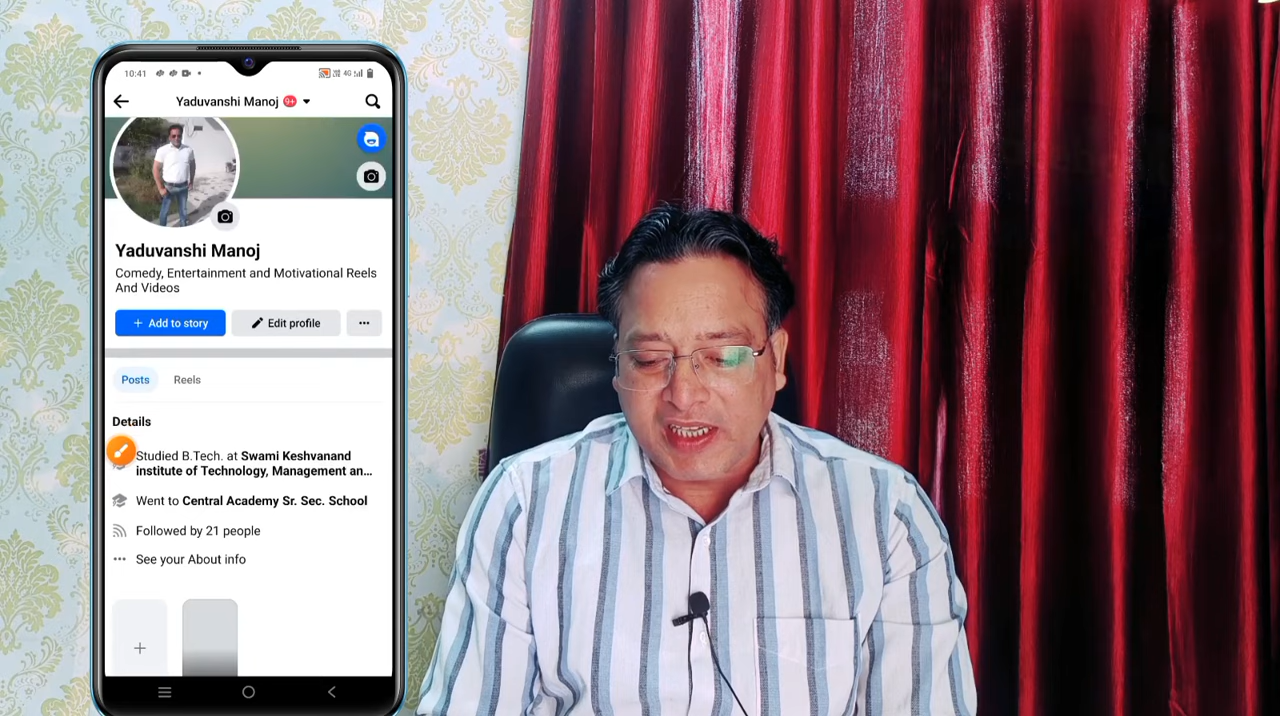 10:41
4G
Yaduvanshi Manoj 9+
Yaduvanshi Manoj
Comedy, Entertainment and Motivational Reels
And Videos
+ Add to story
Edit profile
Posts
Reels
Details
Studied B.Tech. at Swami Keshvanand
institute of Technology, Management an...
Went to Central Academy Sr. Sec. School
Followed by 21 people
See your About info